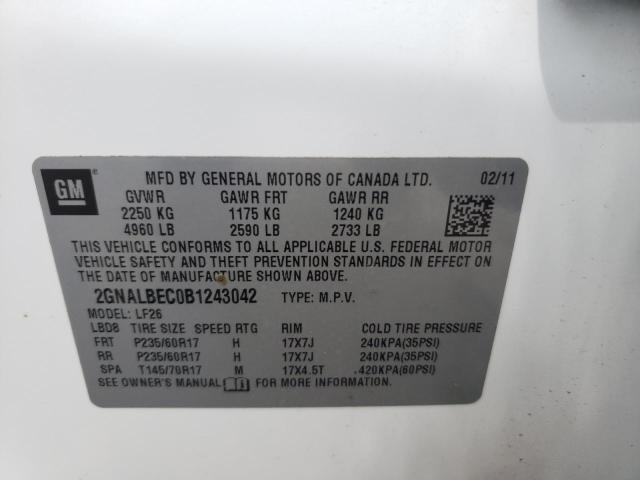 GM ® MFD BY GENERAL MOTORS OF CANADA LTD. 02/11
GVWR GAWR FRT GAWR RR
2250 KG 1175 KG 1240 KG
4960 LB 2590 LB 2733 LB
THIS VEHICLE CONFORMS TO ALL APPLICABLE U.S. FEDERAL MOTOR
VEHICLE SAFETY AND THEFT PREVENTION STANDARDS IN EFFECT ON
THE DATE OF MANUFACTURE SHOWN ABOVE.
2GNALBEC0B1243042 TYPE: M.P.V.
MODEL: LF26
LBD8 TIRE SIZE SPEED RTG RIM COLD TIRE PRESSURE
FRT P235/60R17 H 17X7J 240KPA(35PSI)
RR P235/60R17 H 17X7J 240KPA(35PSI)
SPA T145/70R17 M 17X4.5T 420KPA(60PSI)
SEE OWNER'S MANUAL FOR MORE INFORMATION.